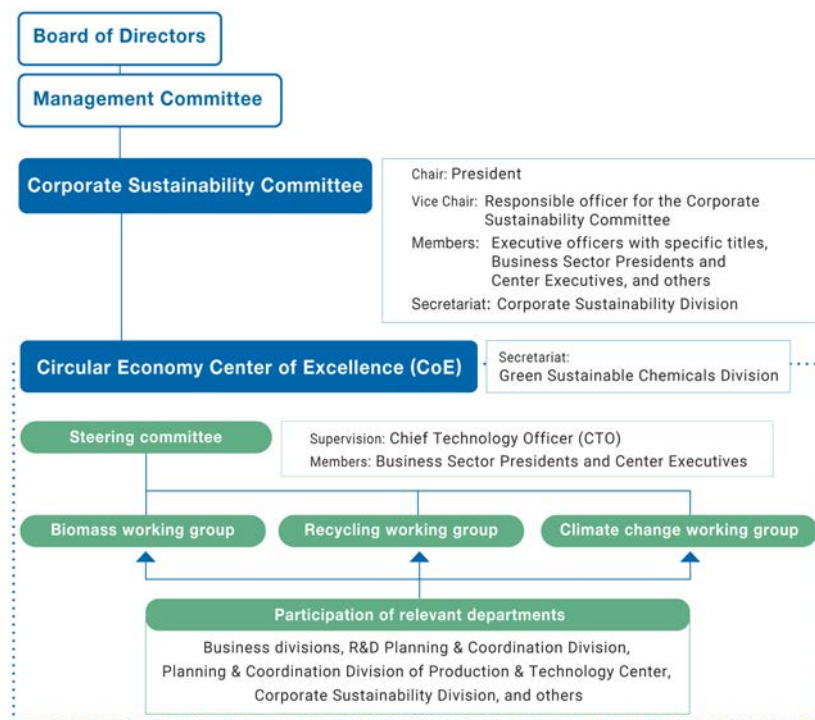 Board of Directors
Management Committee
Corporate Sustainability Committee
Chair: President
Vice Chair: Responsible officer for the Corporate
Sustainability Committee
Members: Executive officers with specific titles,
Business Sector Presidents and
Center Executives, and others
Secretariat: Corporate Sustainability Division
Circular Economy Center of Excellence (CoE)
Secretariat:
Green Sustainable Chemicals Division
Steering committee
Supervision: Chief Technology Officer (CTO)
Members: Business Sector Presidents and Center Executives
Biomass working group
Recycling working group
Climate change working group
Participation of relevant departments
Business divisions, R&D Planning & Coordination Division,
Planning & Coordination Division of Production & Technology Center,
Corporate Sustainability Division, and others